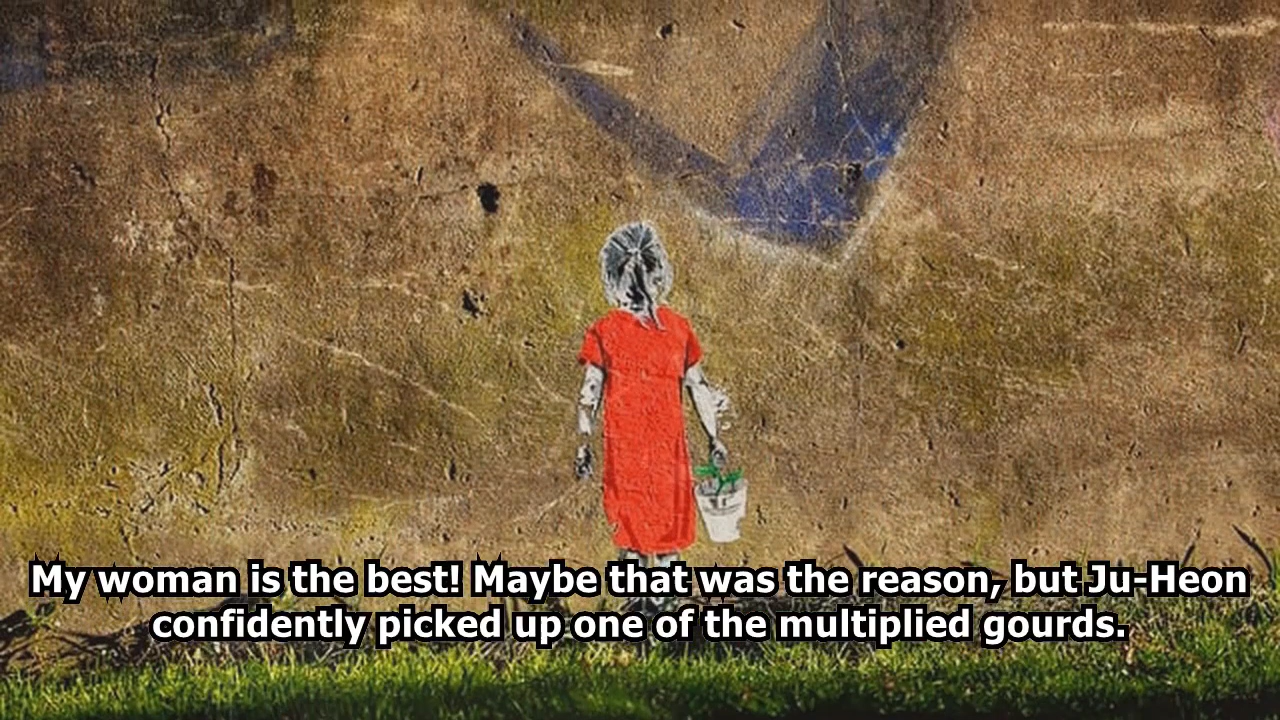 My woman is the best! Maybe that was the reason, but Ju-Heon
confidently picked up one of the multiplied gourds.